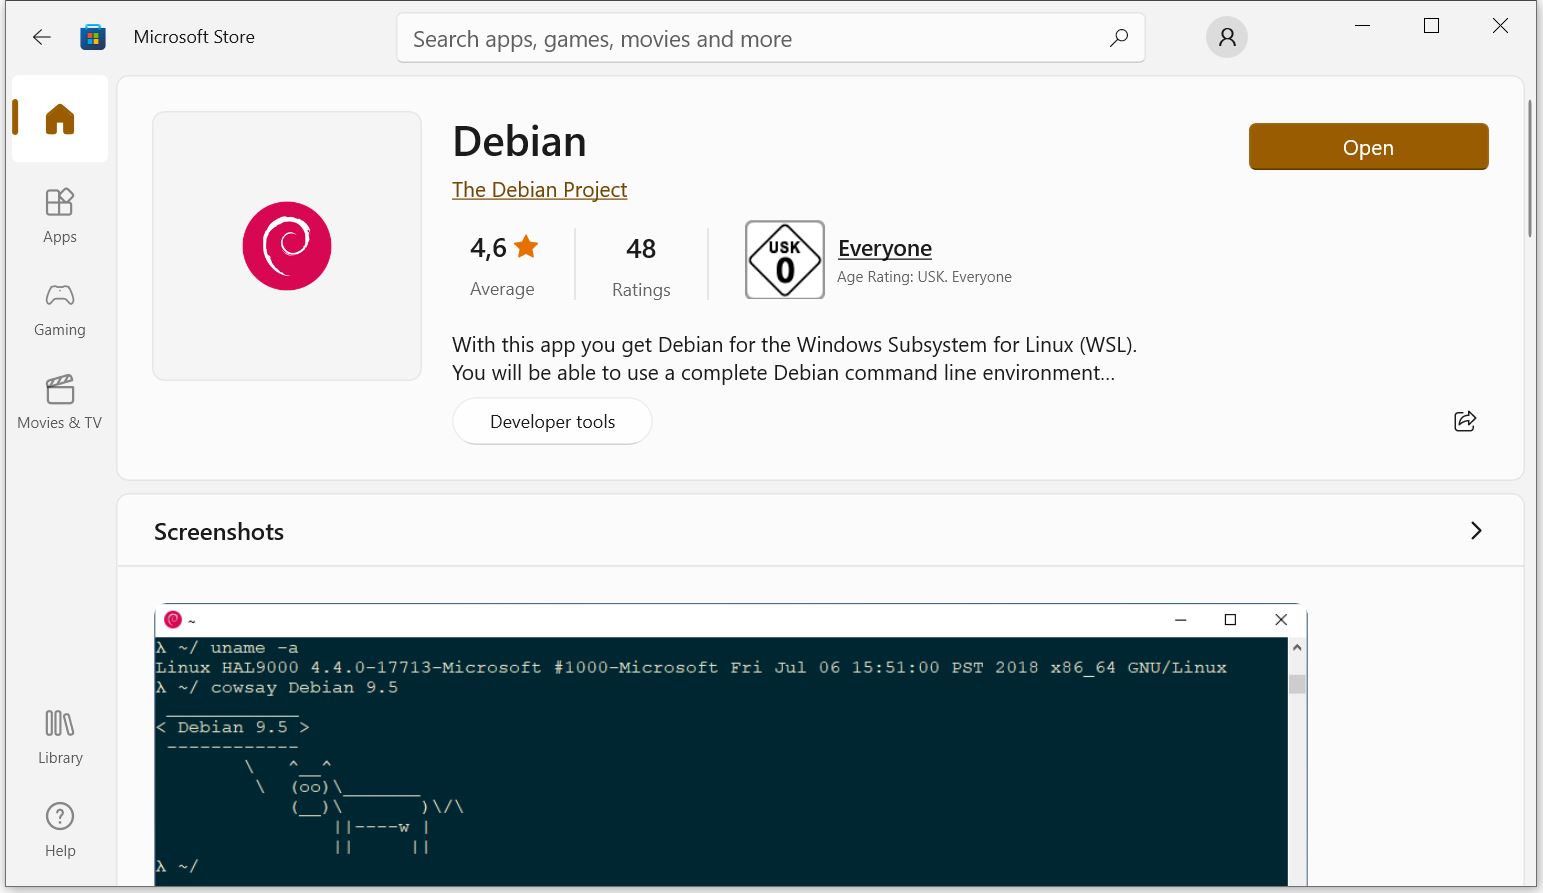 Microsoft Store
Search apps, games, movies and more
Apps
Gaming
Movies & TV
Library
Help
Debian
The Debian Project
Open
4,6
Average
48
Ratings
USK
0
Everyone
Age Rating: USK. Everyone
With this app you get Debian for the Windows Subsystem for Linux (WSL).
You will be able to use a complete Debian command line environment...
Developer tools
Screenshots
~
λ ~/ uname -a
Linux HAL9000 4.4.0-17713-Microsoft #1000-Microsoft Fri Jul 06 15:51:00 PST 2018 x86_64 GNU/Linux
λ ~/ cowsay Debian 9.5
 ____________
< Debian 9.5 >
 ------------
        \   ^__^
         \  (oo)\_______
            (__)\       )\/\
                ||----w |
                ||     ||
λ ~/